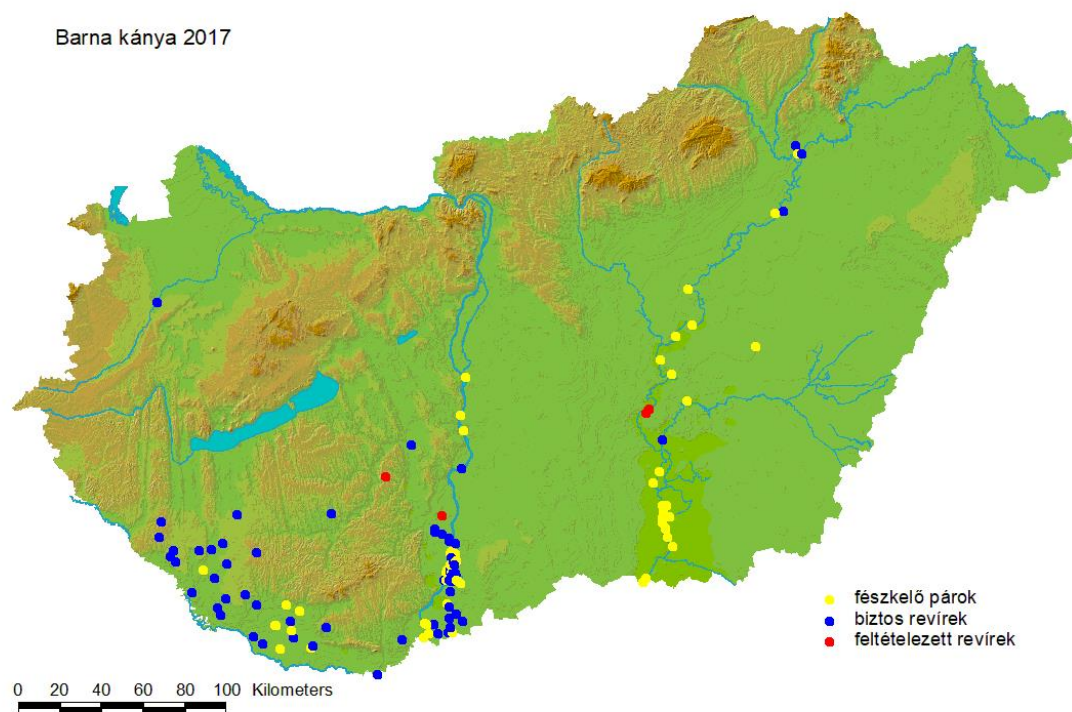 Barna kánya 2017
fészkelő párok
biztos revírek
feltételezett revírek
0 20 40 60 80 100 Kilometers